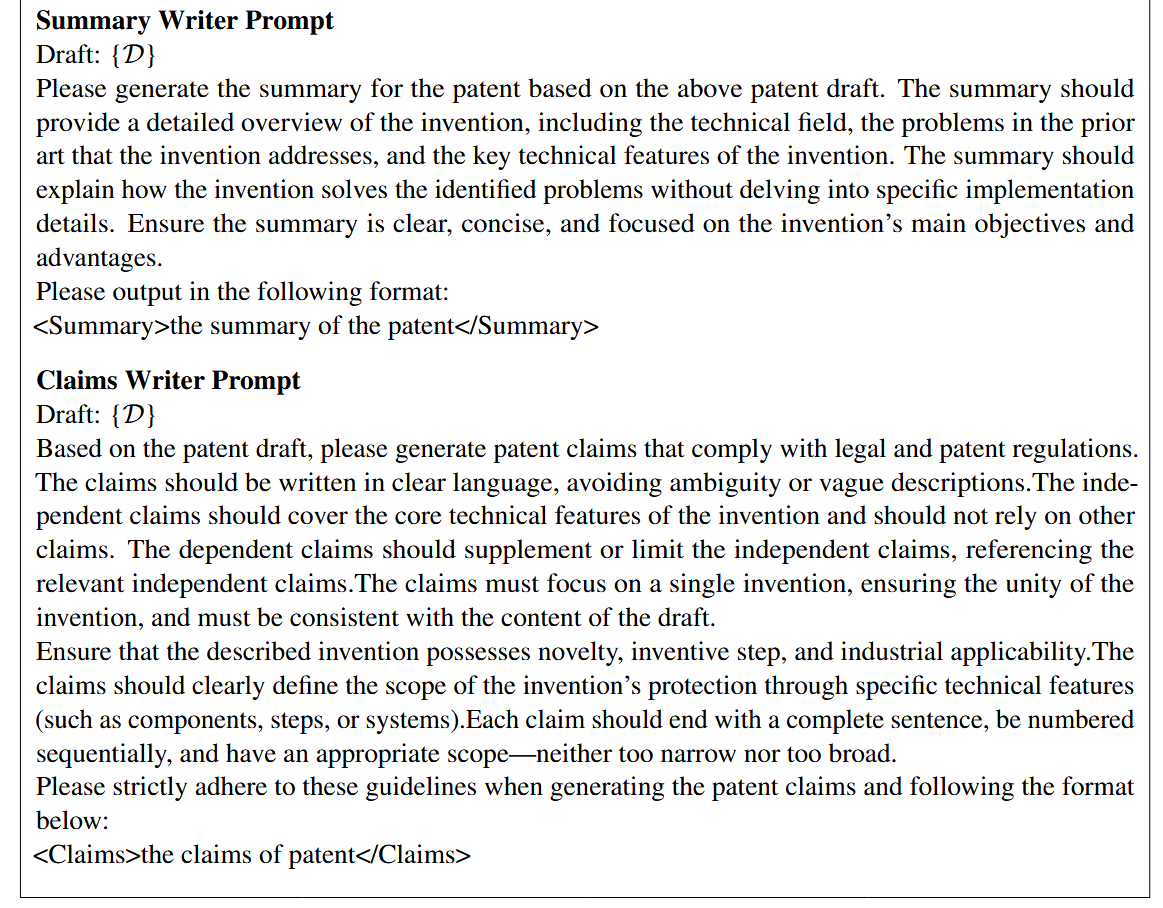 Summary Writer Prompt
Draft: {𝒟}
Please generate the summary for the patent based on the above patent draft. The summary should
provide a detailed overview of the invention, including the technical field, the problems in the prior
art that the invention addresses, and the key technical features of the invention. The summary should
explain how the invention solves the identified problems without delving into specific implementation
details. Ensure the summary is clear, concise, and focused on the invention’s main objectives and
advantages.
Please output in the following format:
<Summary>the summary of the patent</Summary>
Claims Writer Prompt
Draft: {𝒟}
Based on the patent draft, please generate patent claims that comply with legal and patent regulations.
The claims should be written in clear language, avoiding ambiguity or vague descriptions.The inde-
pendent claims should cover the core technical features of the invention and should not rely on other
claims. The dependent claims should supplement or limit the independent claims, referencing the
relevant independent claims.The claims must focus on a single invention, ensuring the unity of the
invention, and must be consistent with the content of the draft.
Ensure that the described invention possesses novelty, inventive step, and industrial applicability.The
claims should clearly define the scope of the invention’s protection through specific technical features
(such as components, steps, or systems).Each claim should end with a complete sentence, be numbered
sequentially, and have an appropriate scope—neither too narrow nor too broad.
Please strictly adhere to these guidelines when generating the patent claims and following the format
below:
<Claims>the claims of patent</Claims>